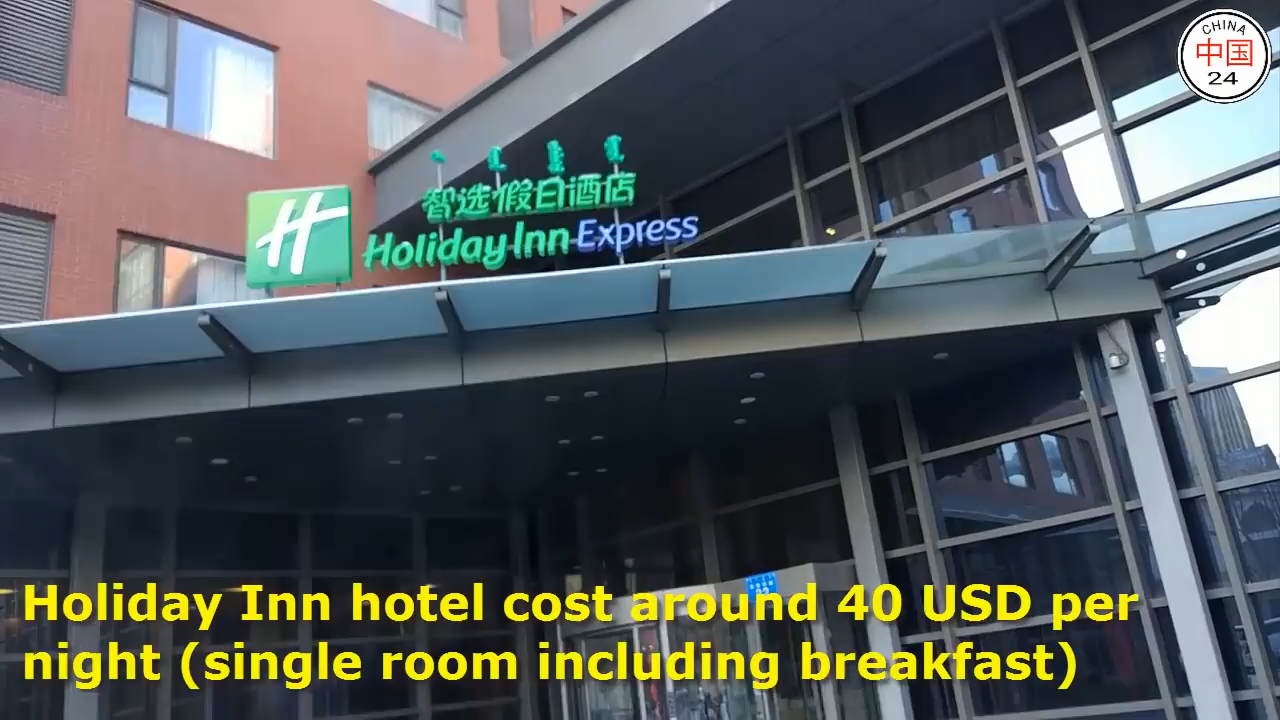 CHINA
中国
24
智选假日酒店
H
Holiday Inn Express
Holiday Inn hotel cost around 40 USD per
night (single room including breakfast)